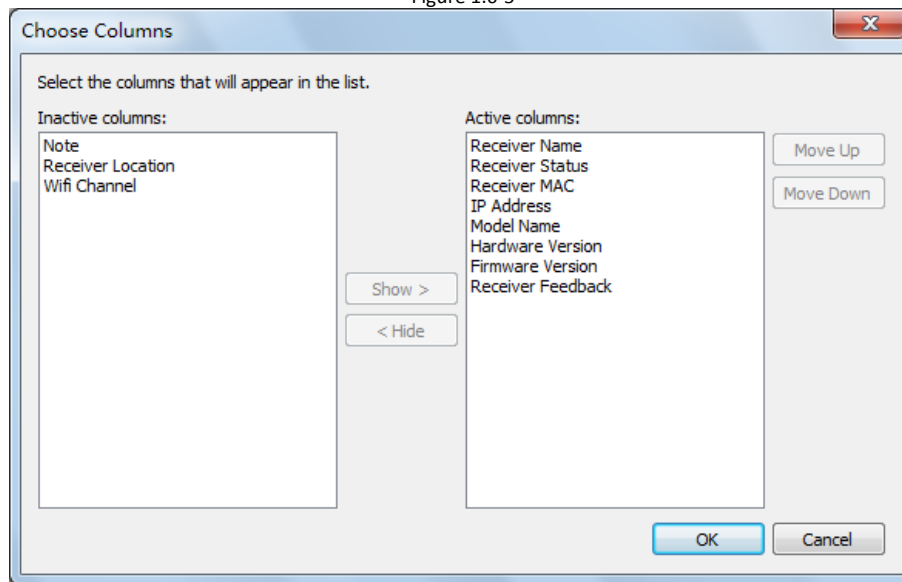 Choose Columns
Select the columns that will appear in the list.
Inactive columns:
Note
Receiver Location
Wifi Channel
Show >
< Hide
Active columns:
Receiver Name
Receiver Status
Receiver MAC
IP Address
Model Name
Hardware Version
Firmware Version
Receiver Feedback
Move Up
Move Down
OK
Cancel